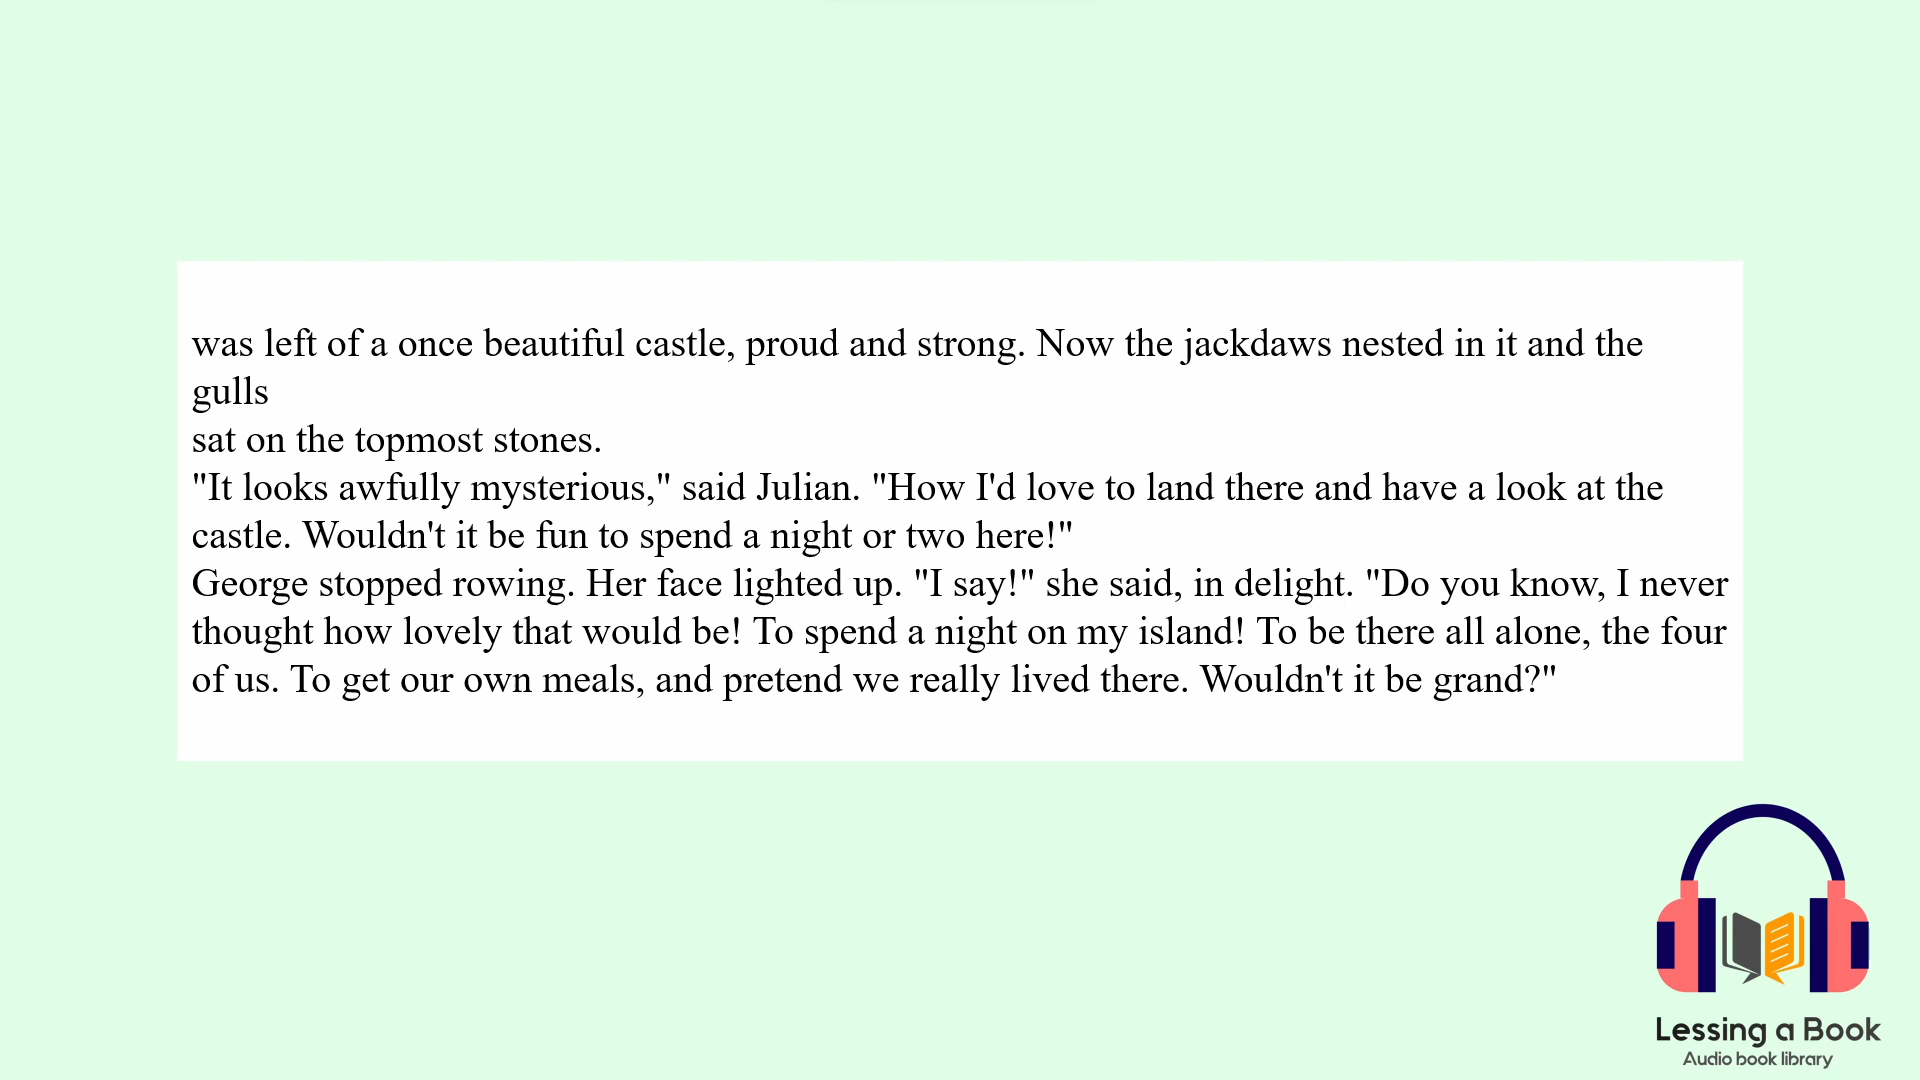 was left of a once beautiful castle, proud and strong. Now the jackdaws nested in it and the
gulls
sat on the topmost stones.
"It looks awfully mysterious," said Julian. "How I'd love to land there and have a look at the
castle. Wouldn't it be fun to spend a night or two here!"
George stopped rowing. Her face lighted up. "I say!" she said, in delight. "Do you know, I never
thought how lovely that would be! To spend a night on my island! To be there all alone, the four
of us. To get our own meals, and pretend we really lived there. Wouldn't it be grand?"
Lessing a Book
Audio book library